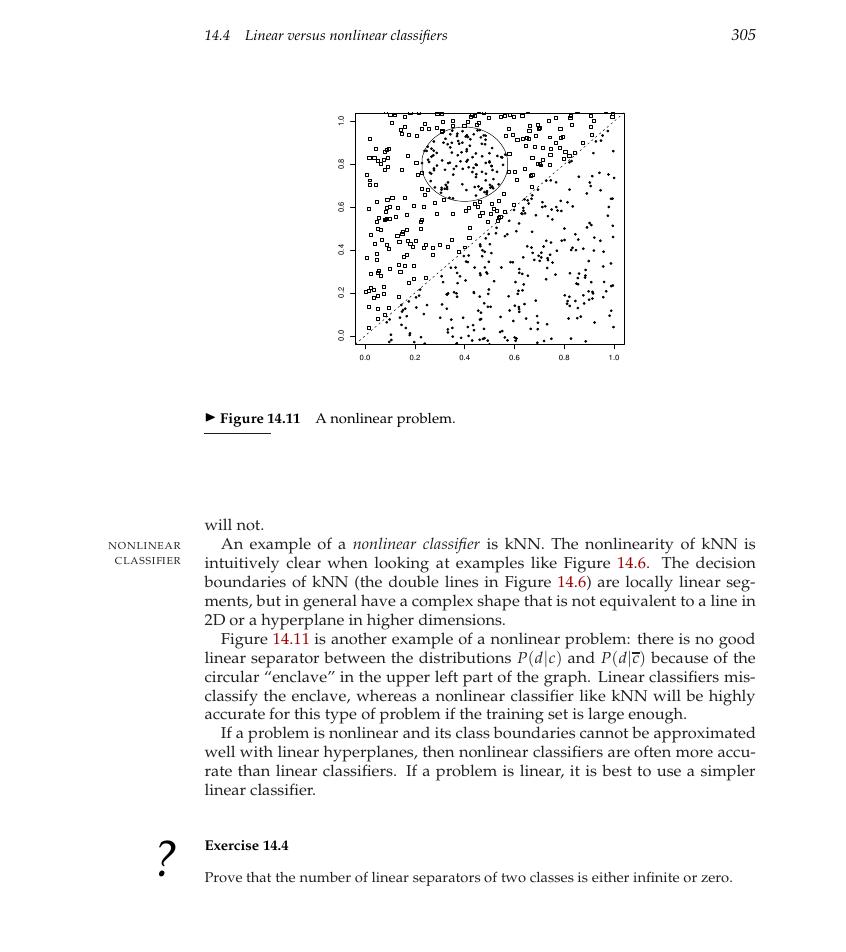 14.4 Linear versus nonlinear classifiers 305
1.0
0.8
0.6
0.4
0.2
0.0
0.0 0.2 0.4 0.6 0.8 1.0
► Figure 14.11 A nonlinear problem.
will not.
NONLINEAR
CLASSIFIER
An example of a nonlinear classifier is kNN. The nonlinearity of kNN is
intuitively clear when looking at examples like Figure 14.6. The decision
boundaries of kNN (the double lines in Figure 14.6) are locally linear seg-
ments, but in general have a complex shape that is not equivalent to a line in
2D or a hyperplane in higher dimensions.
Figure 14.11 is another example of a nonlinear problem: there is no good
linear separator between the distributions P(d|c) and P(d|c̅) because of the
circular “enclave” in the upper left part of the graph. Linear classifiers mis-
classify the enclave, whereas a nonlinear classifier like kNN will be highly
accurate for this type of problem if the training set is large enough.
If a problem is nonlinear and its class boundaries cannot be approximated
well with linear hyperplanes, then nonlinear classifiers are often more accu-
rate than linear classifiers. If a problem is linear, it is best to use a simpler
linear classifier.
?
Exercise 14.4
Prove that the number of linear separators of two classes is either infinite or zero.